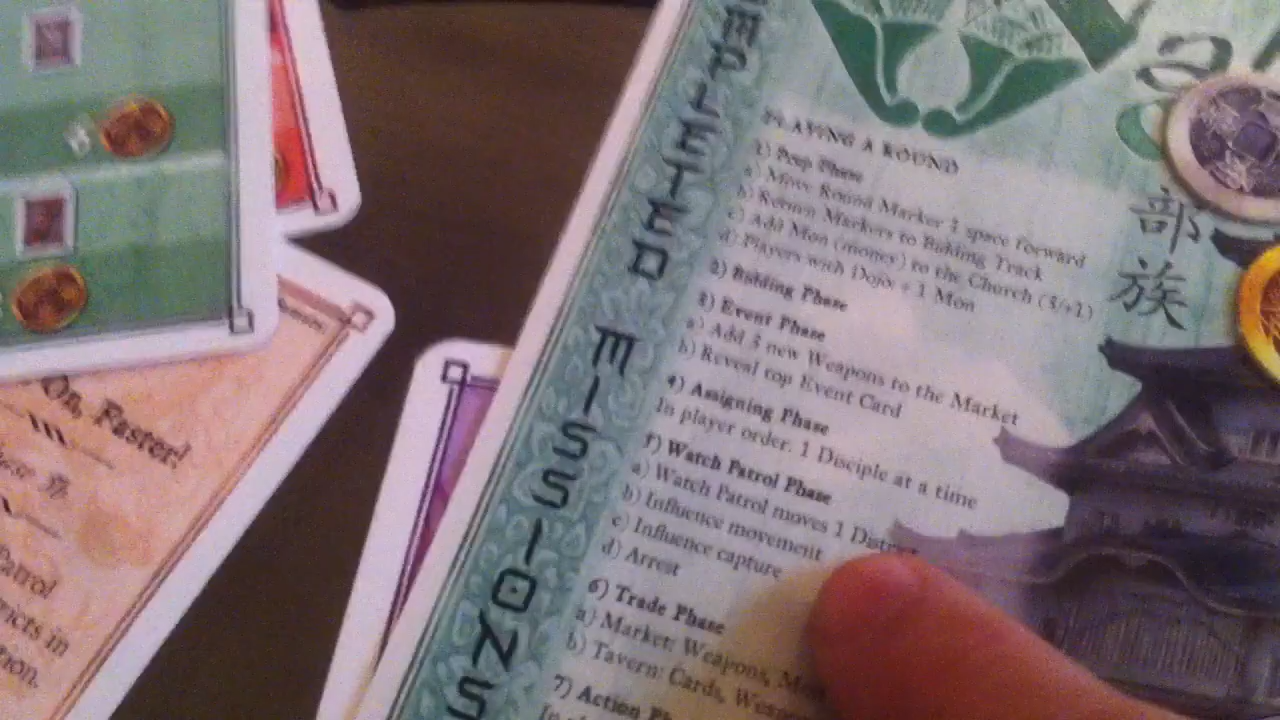 On, Faster!
Patrol
COMPLETED MISSIONS
部
族
PLAYING A ROUND
1) Prep Phase
a) Move Round Marker 1 space forward
b) Return Markers to Bidding Track
c) Add Mon (money) to the Church (3/+1)
d) Players with Dojo: + 1 Mon
2) Bidding Phase
3) Event Phase
a) Add 3 new Weapons to the Market
b) Reveal top Event Card
4) Assigning Phase
In player order. 1 Disciple at a time
5) Watch Patrol Phase
a) Watch Patrol moves 1 District
b) Influence movement
c) Influence capture
d) Arrest
6) Trade Phase
a) Market: Weapons,
b) Tavern: Cards,
7) Action